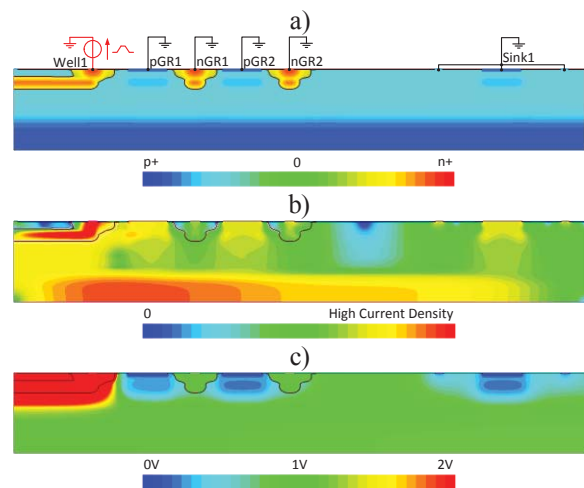 a)
Well1 pGR1 nGR1 pGR2 nGR2 Sink1
p+ 0 n+
b)
0 High Current Density
c)
0V 1V 2V